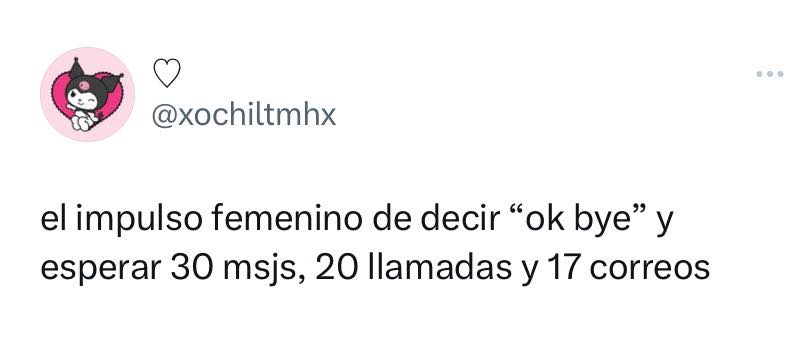 ♡
@xochiltmhx
el impulso femenino de decir “ok bye” y
esperar 30 msjs, 20 llamadas y 17 correos